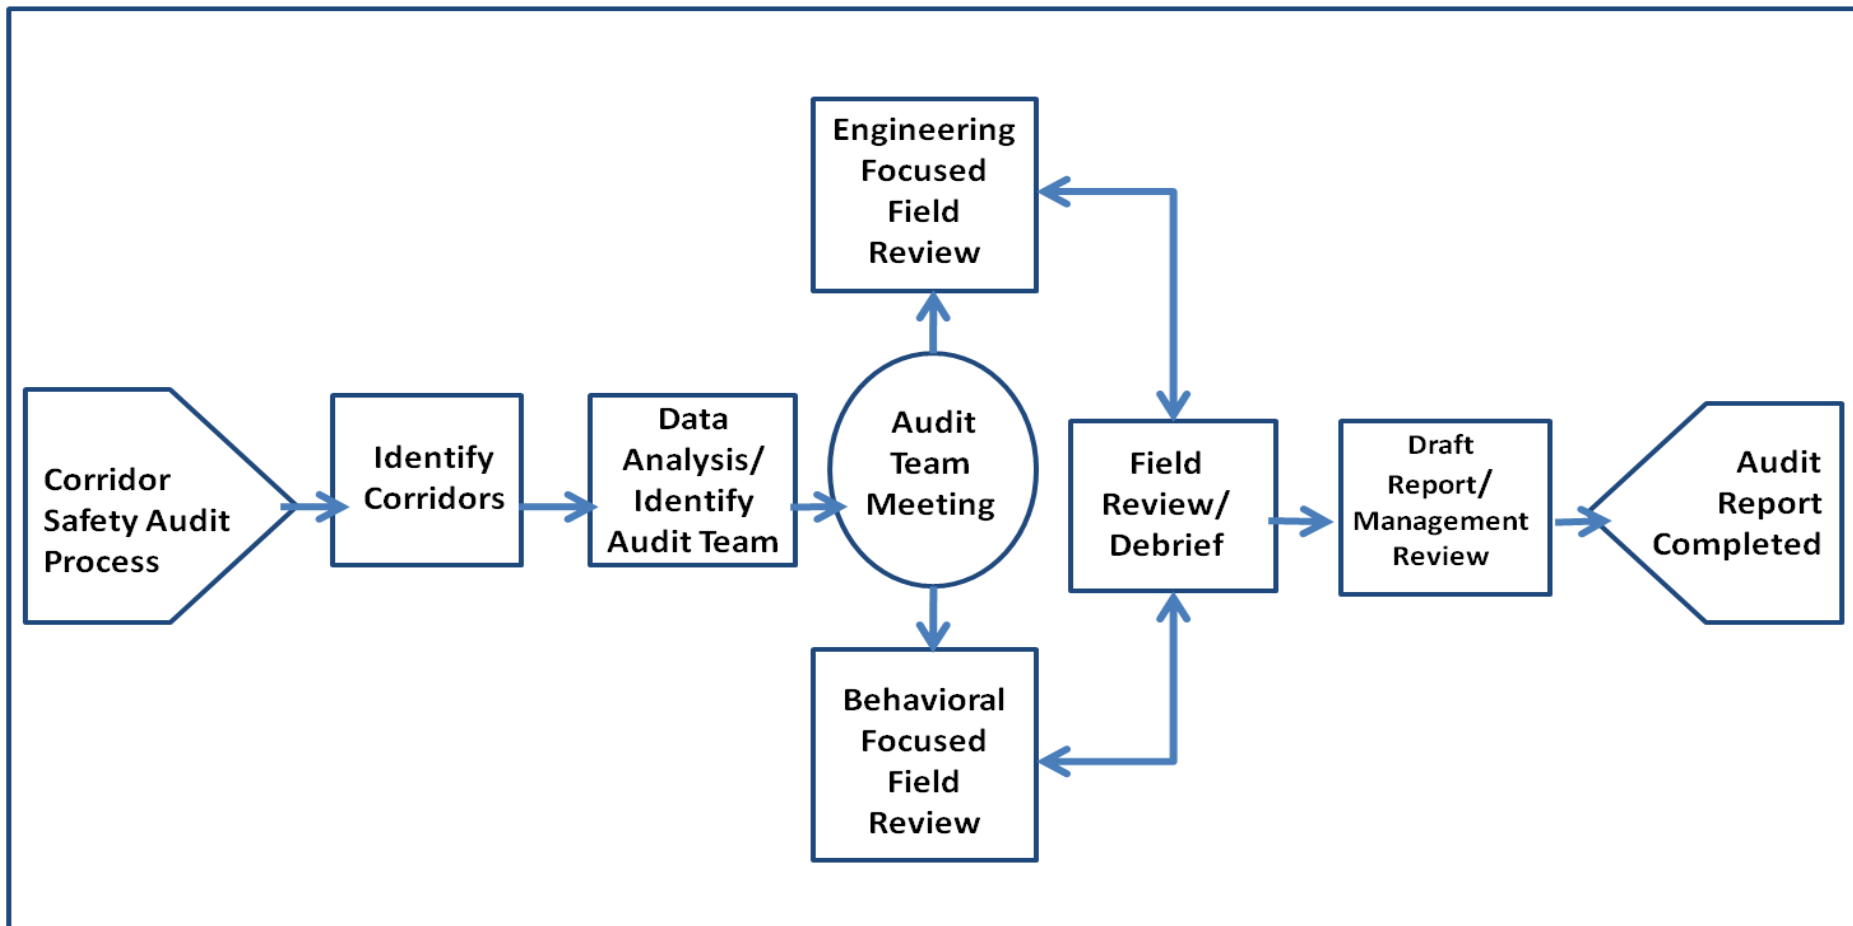 Corridor
Safety Audit
Process
Identify
Corridors
Data
Analysis/
Identify
Audit Team
Audit
Team
Meeting
Engineering
Focused
Field
Review
Behavioral
Focused
Field
Review
Field
Review/
Debrief
Draft
Report/
Management
Review
Audit
Report
Completed